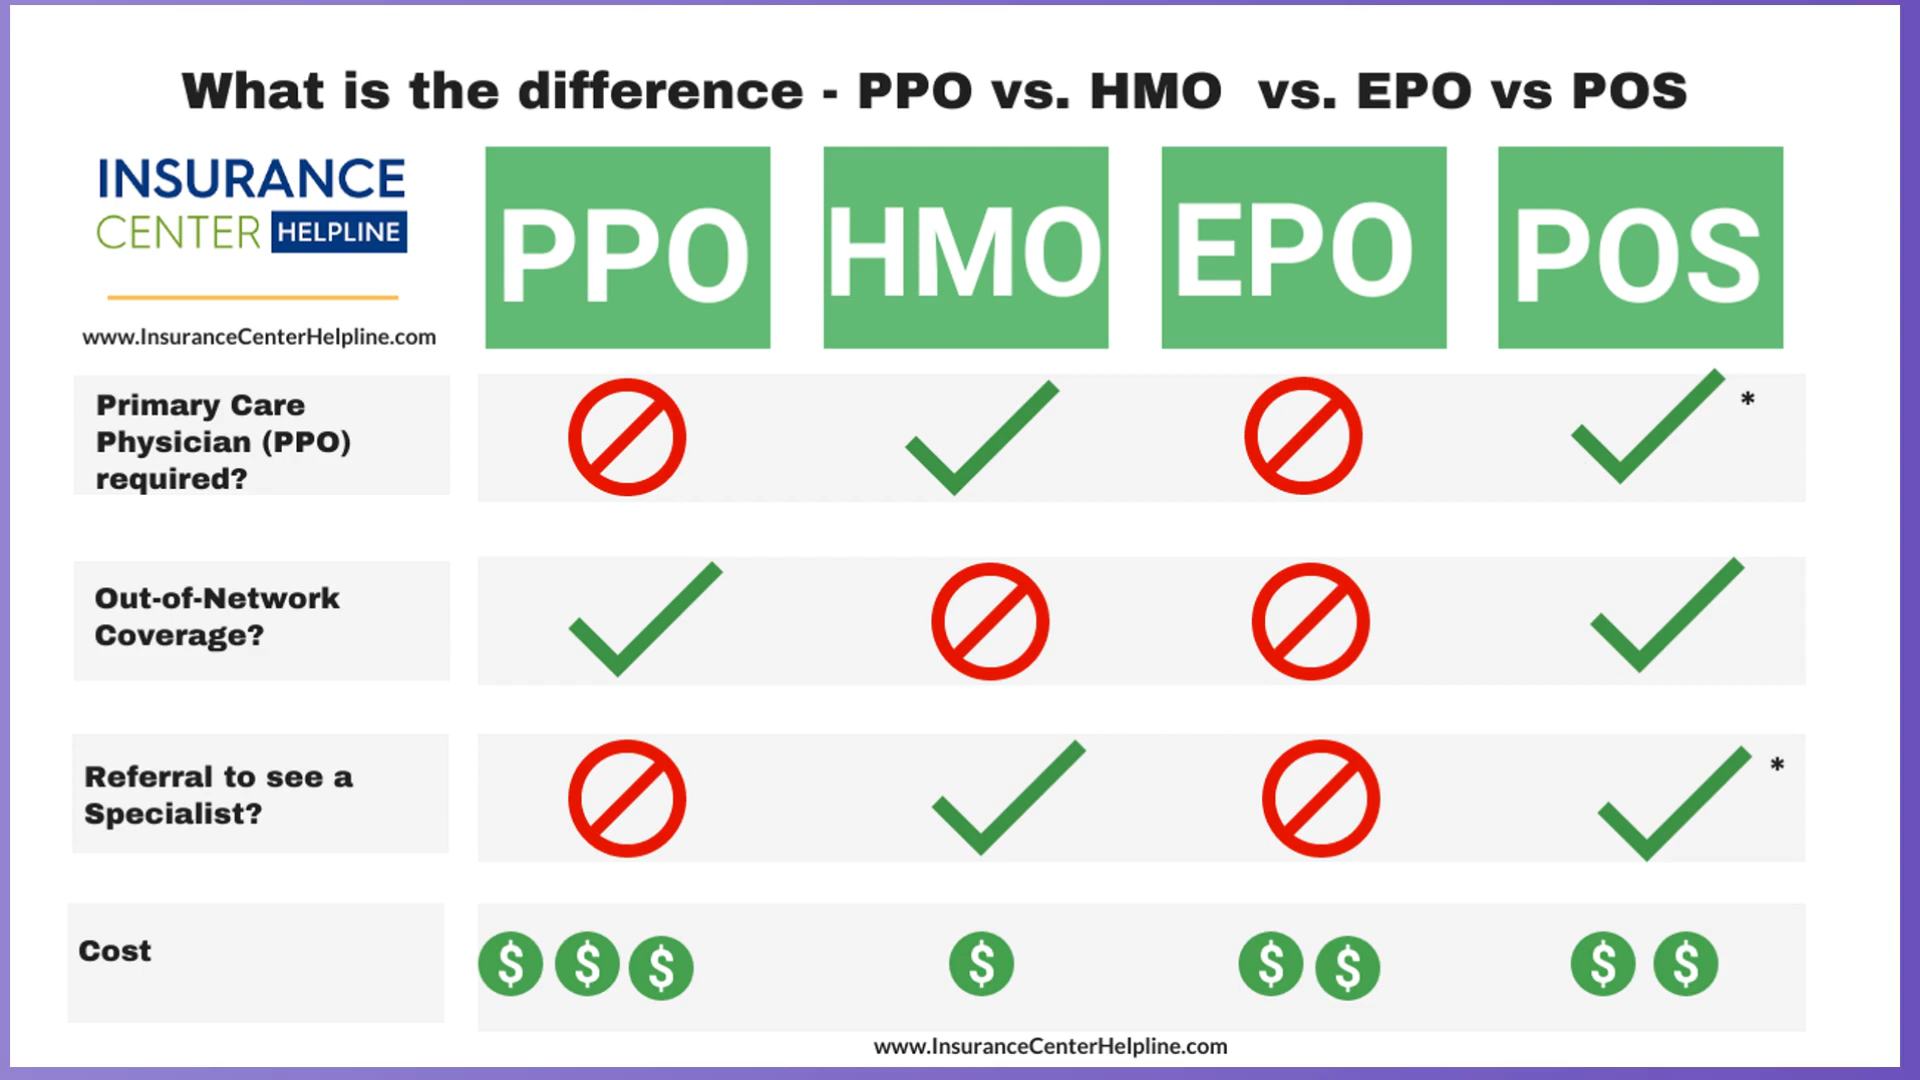 What is the difference - PPO vs. HMO  vs. EPO vs POS
INSURANCE
CENTER HELPLINE
www.InsuranceCenterHelpline.com
PPO
HMO
EPO
POS
Primary Care
Physician (PPO)
required?
*
Out-of-Network
Coverage?
Referral to see a
Specialist?
*
Cost
$ $ $
$
$ $
$ $
www.InsuranceCenterHelpline.com